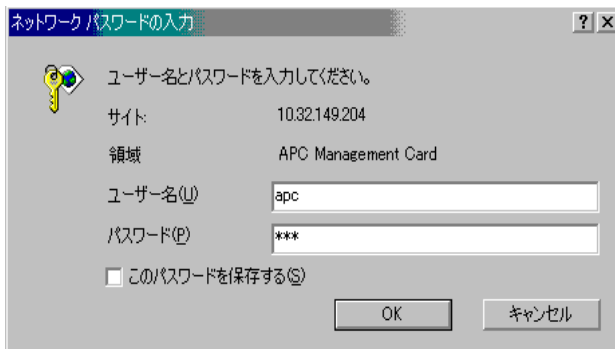 ネットワーク パスワードの入力
? ×
ユーザー名とパスワードを入力してください。
サイト: 10.32.149.204
領域 APC Management Card
ユーザー名(U) apc
パスワード(P) ***
このパスワードを保存する(S)
OK キャンセル